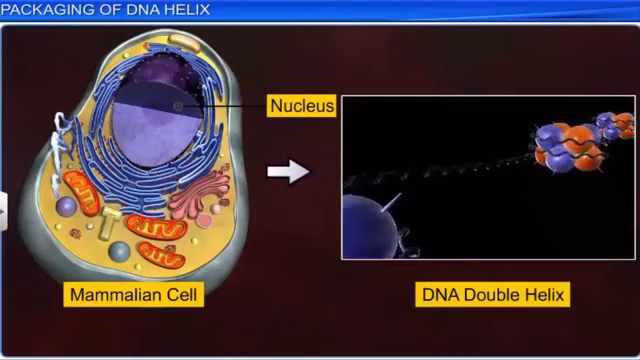 PACKAGING OF DNA HELIX
Nucleus
Mammalian Cell
DNA Double Helix